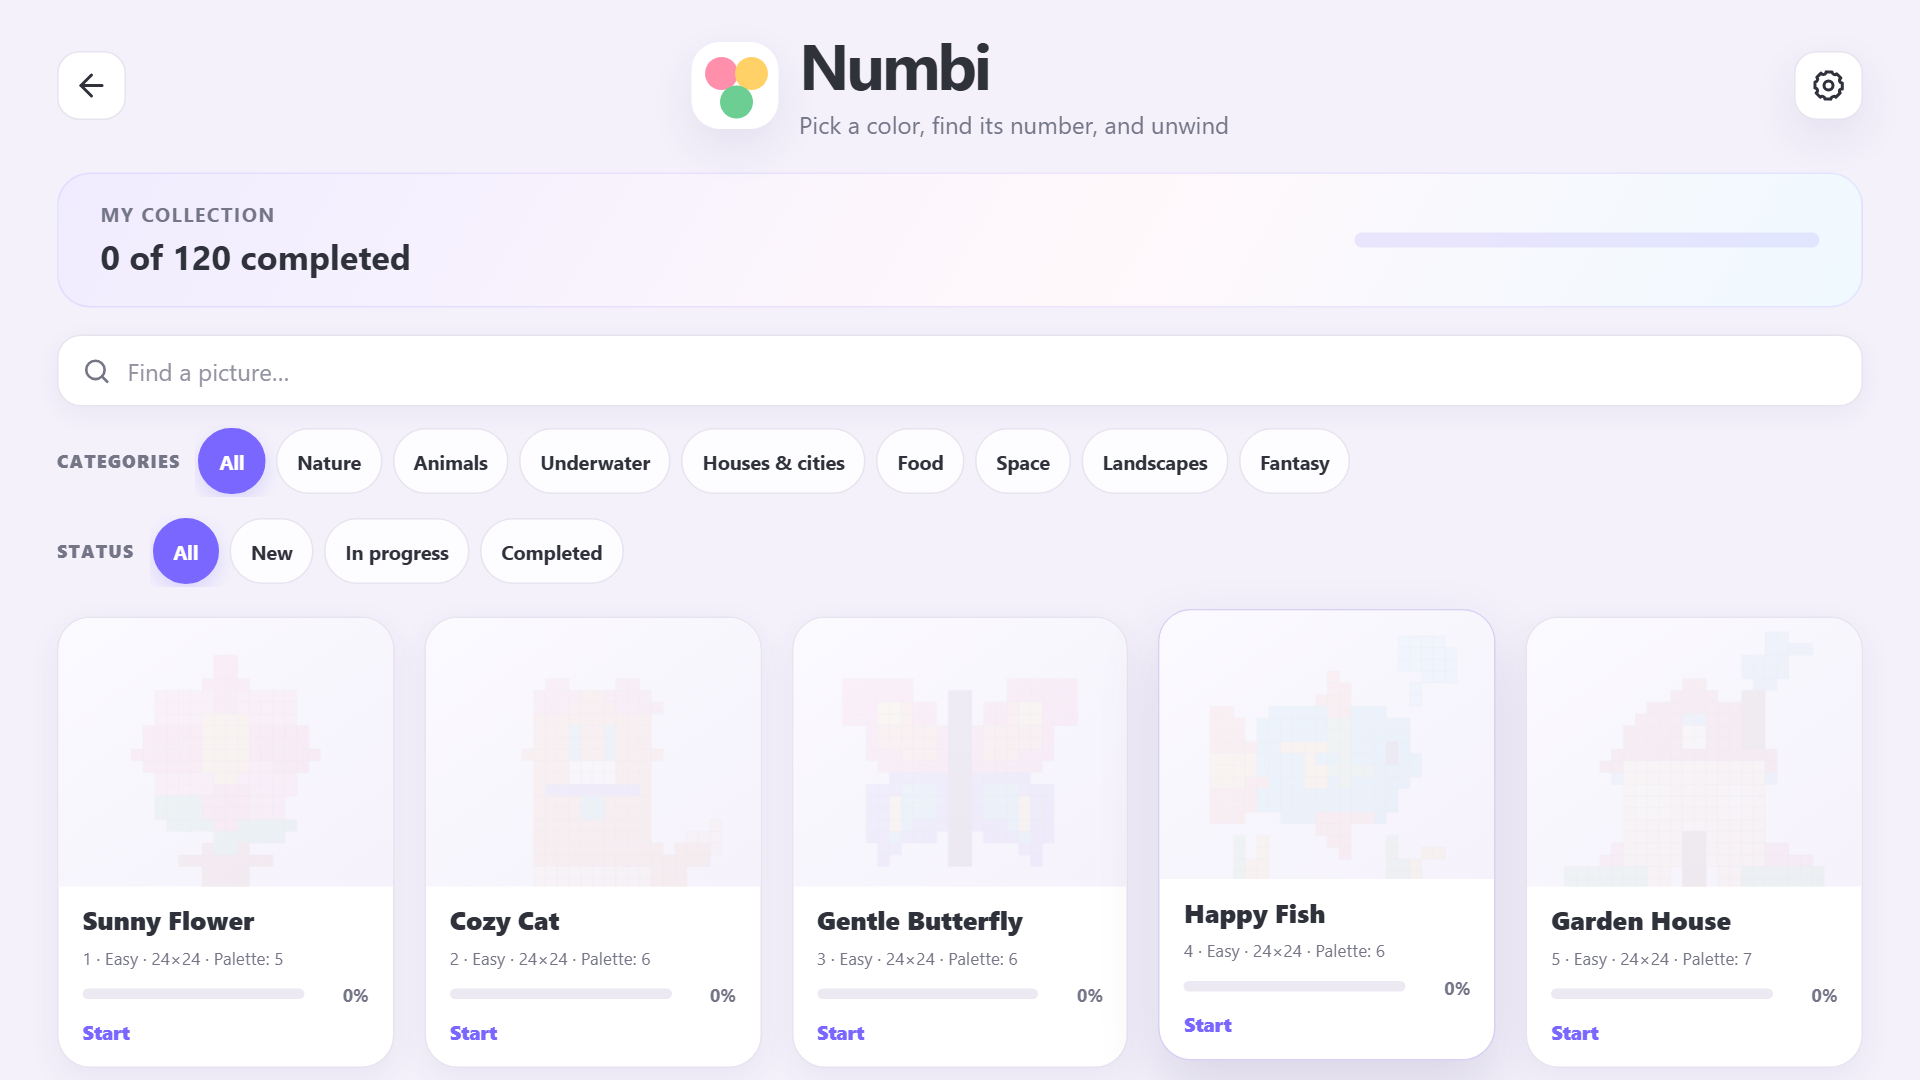 Numbi
Pick a color, find its number, and unwind
MY COLLECTION
0 of 120 completed
Find a picture...
CATEGORIES All Nature Animals Underwater Houses & cities Food Space Landscapes Fantasy
STATUS All New In progress Completed
Sunny Flower
1 · Easy · 24×24 · Palette: 5
0%
Start
Cozy Cat
2 · Easy · 24×24 · Palette: 6
0%
Start
Gentle Butterfly
3 · Easy · 24×24 · Palette: 6
0%
Start
Happy Fish
4 · Easy · 24×24 · Palette: 6
0%
Start
Garden House
5 · Easy · 24×24 · Palette: 7
0%
Start